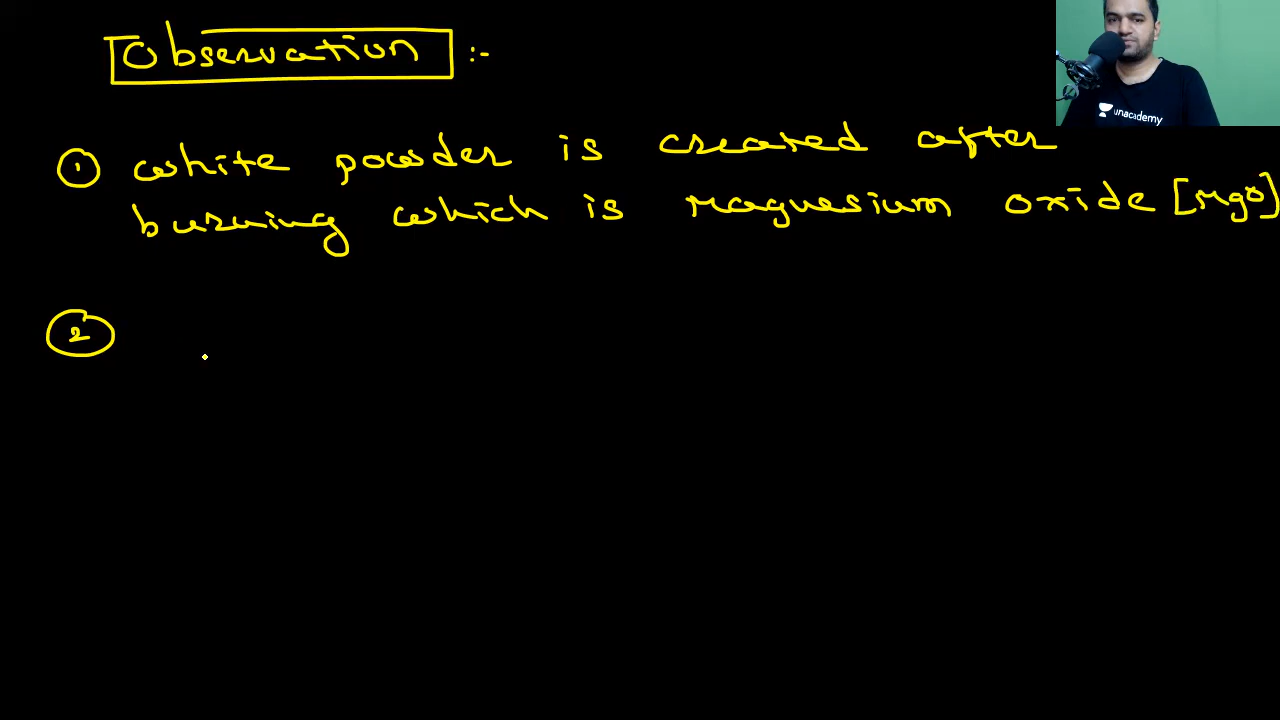 Observation :-
unacademy
① white powder is created after
burning which is Magnesium oxide [MgO]
②